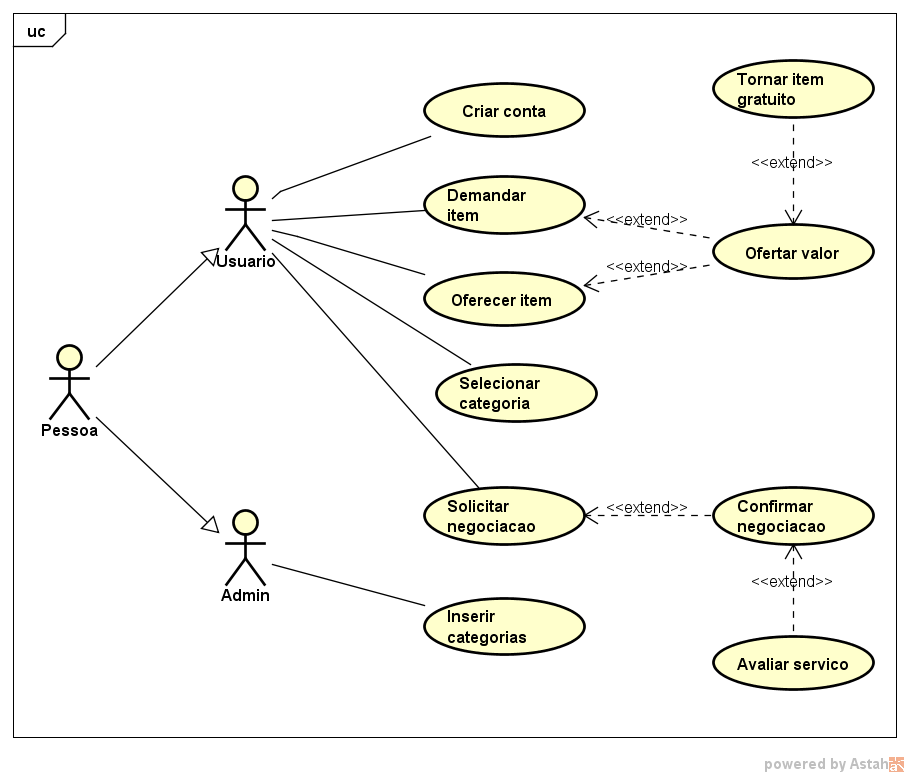 uc
Tornar item
gratuito
Criar conta
<<extend>>
Demandar
item
<<extend>>
Usuario
Ofertar valor
<<extend>>
Oferecer item
Selecionar
categoria
Pessoa
Solicitar
negociacao
<<extend>>
Confirmar
negociacao
<<extend>>
Admin
Inserir
categorias
Avaliar servico
powered by Astah